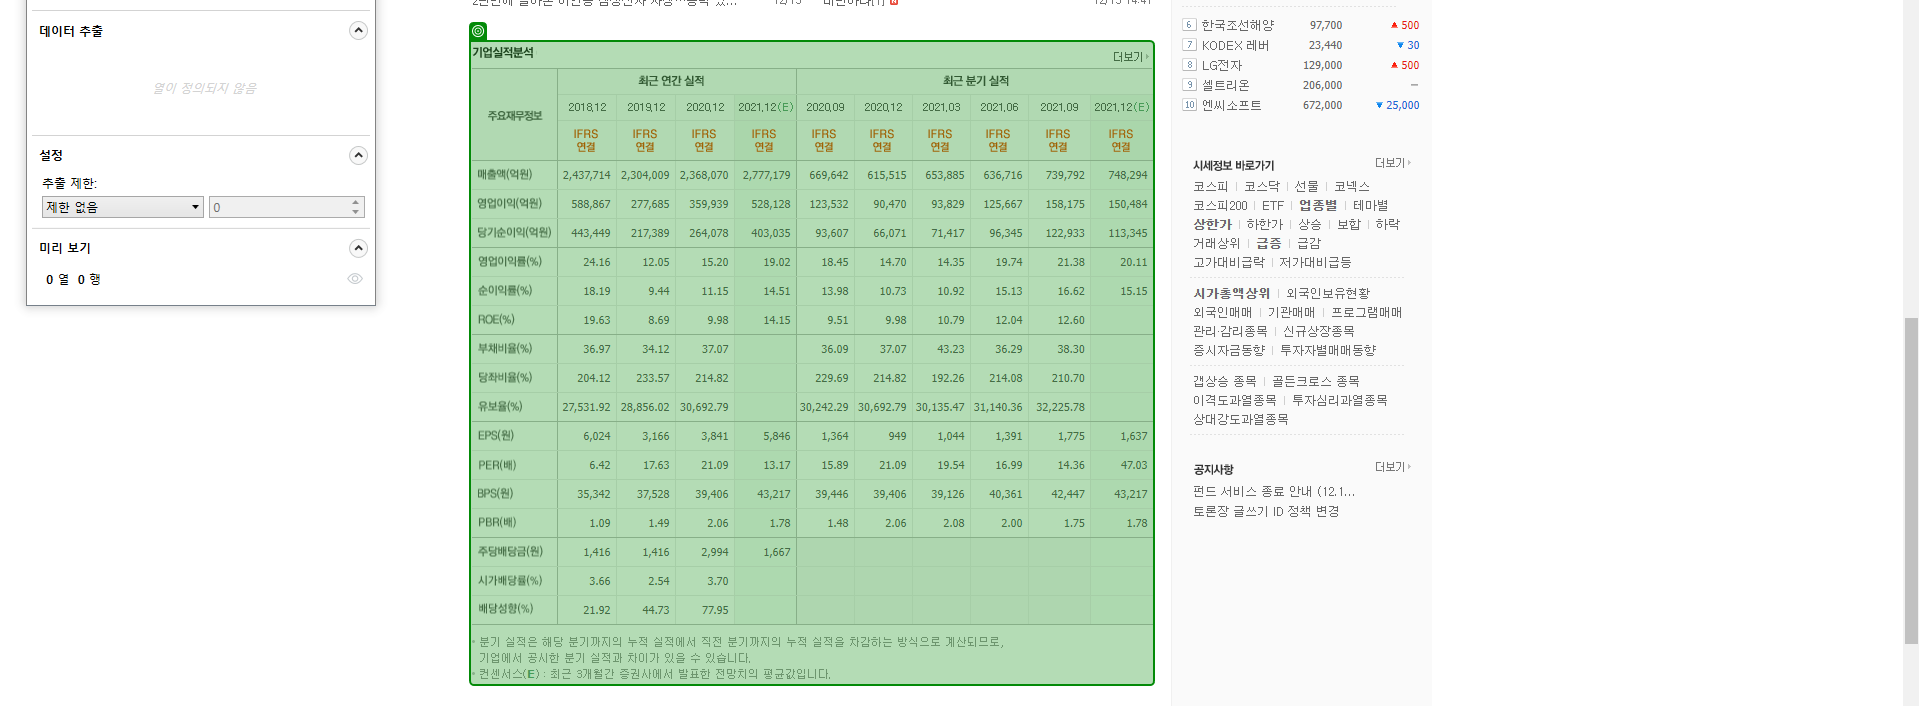 데이터 추출
열이 정의되지 않음
설정
추출 제한:
제한 없음 0
미리 보기
0 열 0 행
12/15
12/15 14:41
기업실적분석 더보기
주요재무정보 최근 연간 실적 최근 분기 실적
2018.12 2019.12 2020.12 2021.12(E) 2020.09 2020.12 2021.03 2021.06 2021.09 2021.12(E)
IFRS IFRS IFRS IFRS IFRS IFRS IFRS IFRS IFRS IFRS
연결 연결 연결 연결 연결 연결 연결 연결 연결 연결
매출액(억원) 2,437,714 2,304,009 2,368,070 2,777,179 669,642 615,515 653,885 636,716 739,792 748,294
영업이익(억원) 588,867 277,685 359,939 528,128 123,532 90,470 93,829 125,667 158,175 150,484
당기순이익(억원) 443,449 217,389 264,078 403,035 93,607 66,071 71,417 96,345 122,933 113,345
영업이익률(%) 24.16 12.05 15.20 19.02 18.45 14.70 14.35 19.74 21.38 20.11
순이익률(%) 18.19 9.44 11.15 14.51 13.98 10.73 10.92 15.13 16.62 15.15
ROE(%) 19.63 8.69 9.98 14.15 9.51 9.98 10.79 12.04 12.60
부채비율(%) 36.97 34.12 37.07 36.09 37.07 43.23 36.29 38.30
당좌비율(%) 204.12 233.57 214.82 229.69 214.82 192.26 214.08 210.70
유보율(%) 27,531.92 28,856.02 30,692.79 30,242.29 30,692.79 30,135.47 31,140.36 32,225.78
EPS(원) 6,024 3,166 3,841 5,846 1,364 949 1,044 1,391 1,775 1,637
PER(배) 6.42 17.63 21.09 13.17 15.89 21.09 19.54 16.99 14.36 47.03
BPS(원) 35,342 37,528 39,406 43,217 39,446 39,406 39,126 40,361 42,447 43,217
PBR(배) 1.09 1.49 2.06 1.78 1.48 2.06 2.08 2.00 1.75 1.78
주당배당금(원) 1,416 1,416 2,994 1,667
시가배당률(%) 3.66 2.54 3.70
배당성향(%) 21.92 44.73 77.95
분기 실적은 해당 분기까지의 누적 실적에서 직전 분기까지의 누적 실적을 차감하는 방식으로 계산되므로,
기업에서 공시한 분기 실적과 차이가 있을 수 있습니다.
컨센서스(E) : 최근 3개월간 증권사에서 발표한 전망치의 평균값입니다.
6 한국조선해양 97,700 ▲ 500
7 KODEX 레버 23,440 ▼ 30
8 LG전자 129,000 ▲ 500
9 셀트리온 206,000 –
10 엔씨소프트 672,000 ▼ 25,000
시세정보 바로가기 더보기
코스피 코스닥 선물 코넥스
코스피200 ETF 업종별 테마별
상한가 하한가 상승 보합 하락
거래상위 급증 급감
고가대비급락 저가대비급등
시가총액상위 외국인보유현황
외국인매매 기관매매 프로그램매매
관리·감리종목 신규상장종목
증시자금동향 투자자별매매동향
갭상승 종목 골든크로스 종목
이격도과열종목 투자심리과열종목
상대강도과열종목
공지사항 더보기
펀드 서비스 종료 안내 (12.1...
토론장 글쓰기 ID 정책 변경